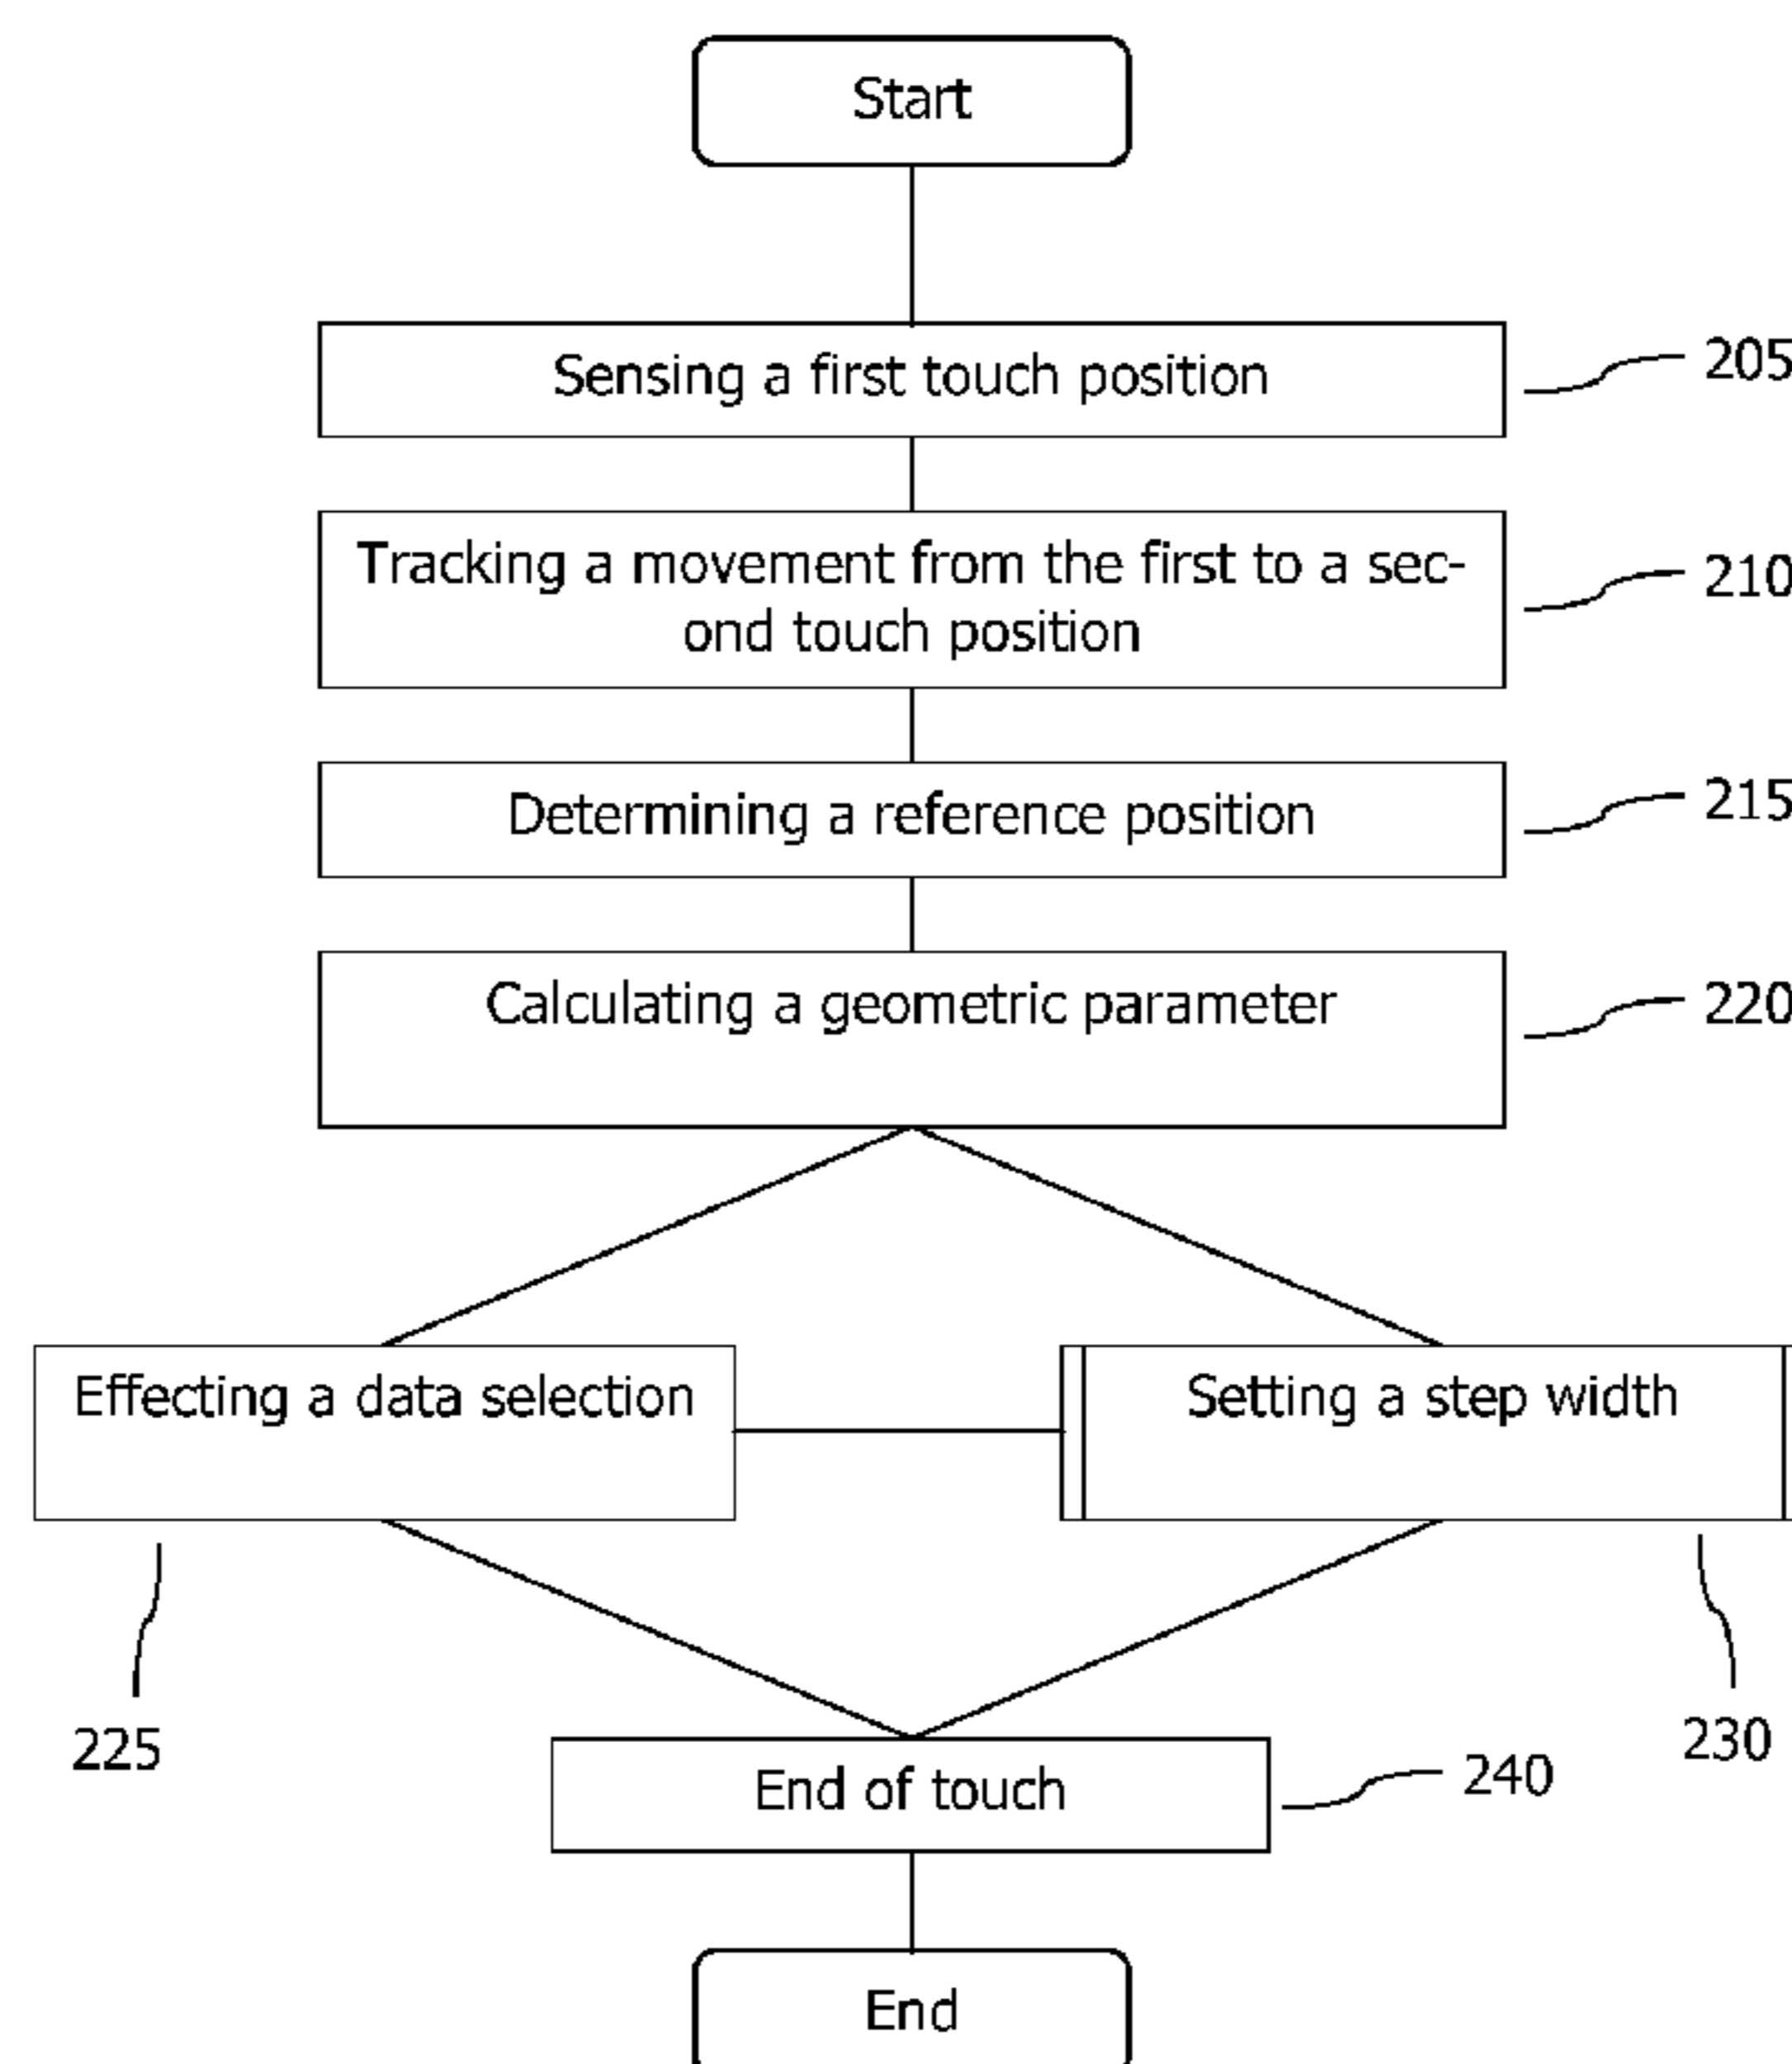 Start
Sensing a first touch position
205
Tracking a movement from the first to a sec-
ond touch position
210
Determining a reference position
215
Calculating a geometric parameter
220
Effecting a data selection
Setting a step width
225
230
End of touch
240
End